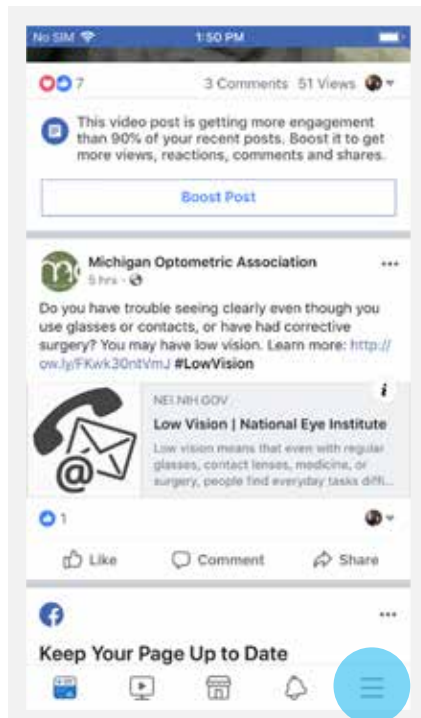 No SIM 1:50 PM
7 3 Comments 51 Views
This video post is getting more engagement
than 90% of your recent posts. Boost it to get
more views, reactions, comments and shares.
Boost Post
Michigan Optometric Association
5 hrs ·
Do you have trouble seeing clearly even though you
use glasses or contacts, or have had corrective
surgery? You may have low vision. Learn more: http://
ow.ly/FKwk30ntVmJ #LowVision
i
NEI.NIH.GOV
Low Vision | National Eye Institute
Low vision means that even with regular
glasses, contact lenses, medicine, or
surgery, people find everyday tasks diffi...
@
1
Like Comment Share
Keep Your Page Up to Date